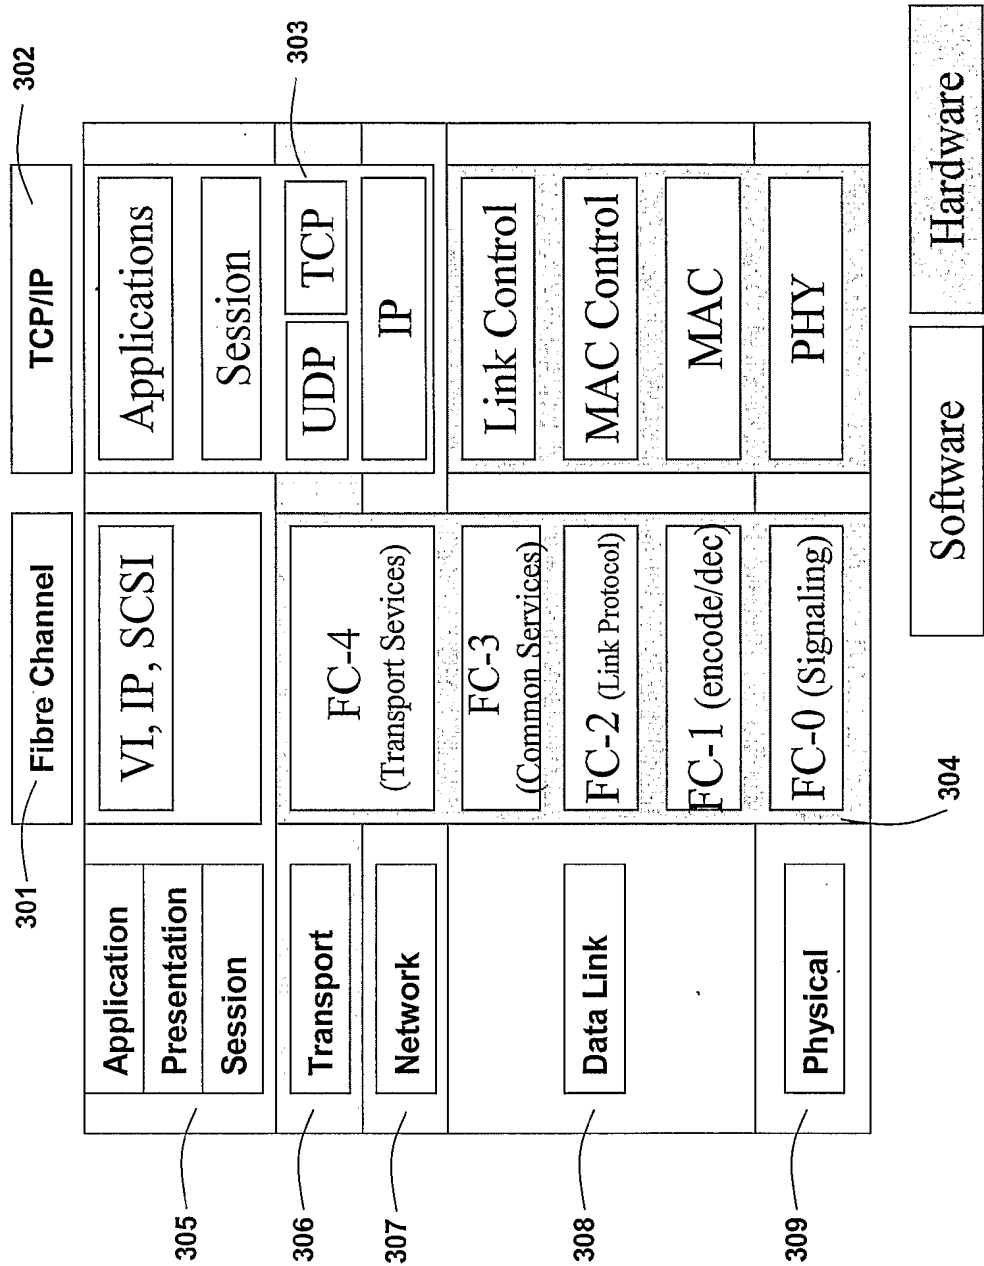 301
302
Fibre Channel
TCP/IP
305
Application
Presentation
Session
VI, IP, SCSI
Applications
Session
306
Transport
FC-4
(Transport Sevices)
UDP
TCP
303
307
Network
IP
308
Data Link
FC-3
(Common Services)
Link Control
FC-2 (Link Protocol)
MAC Control
FC-1 (encode/dec)
MAC
309
Physical
FC-0 (Signaling)
PHY
304
Software
Hardware